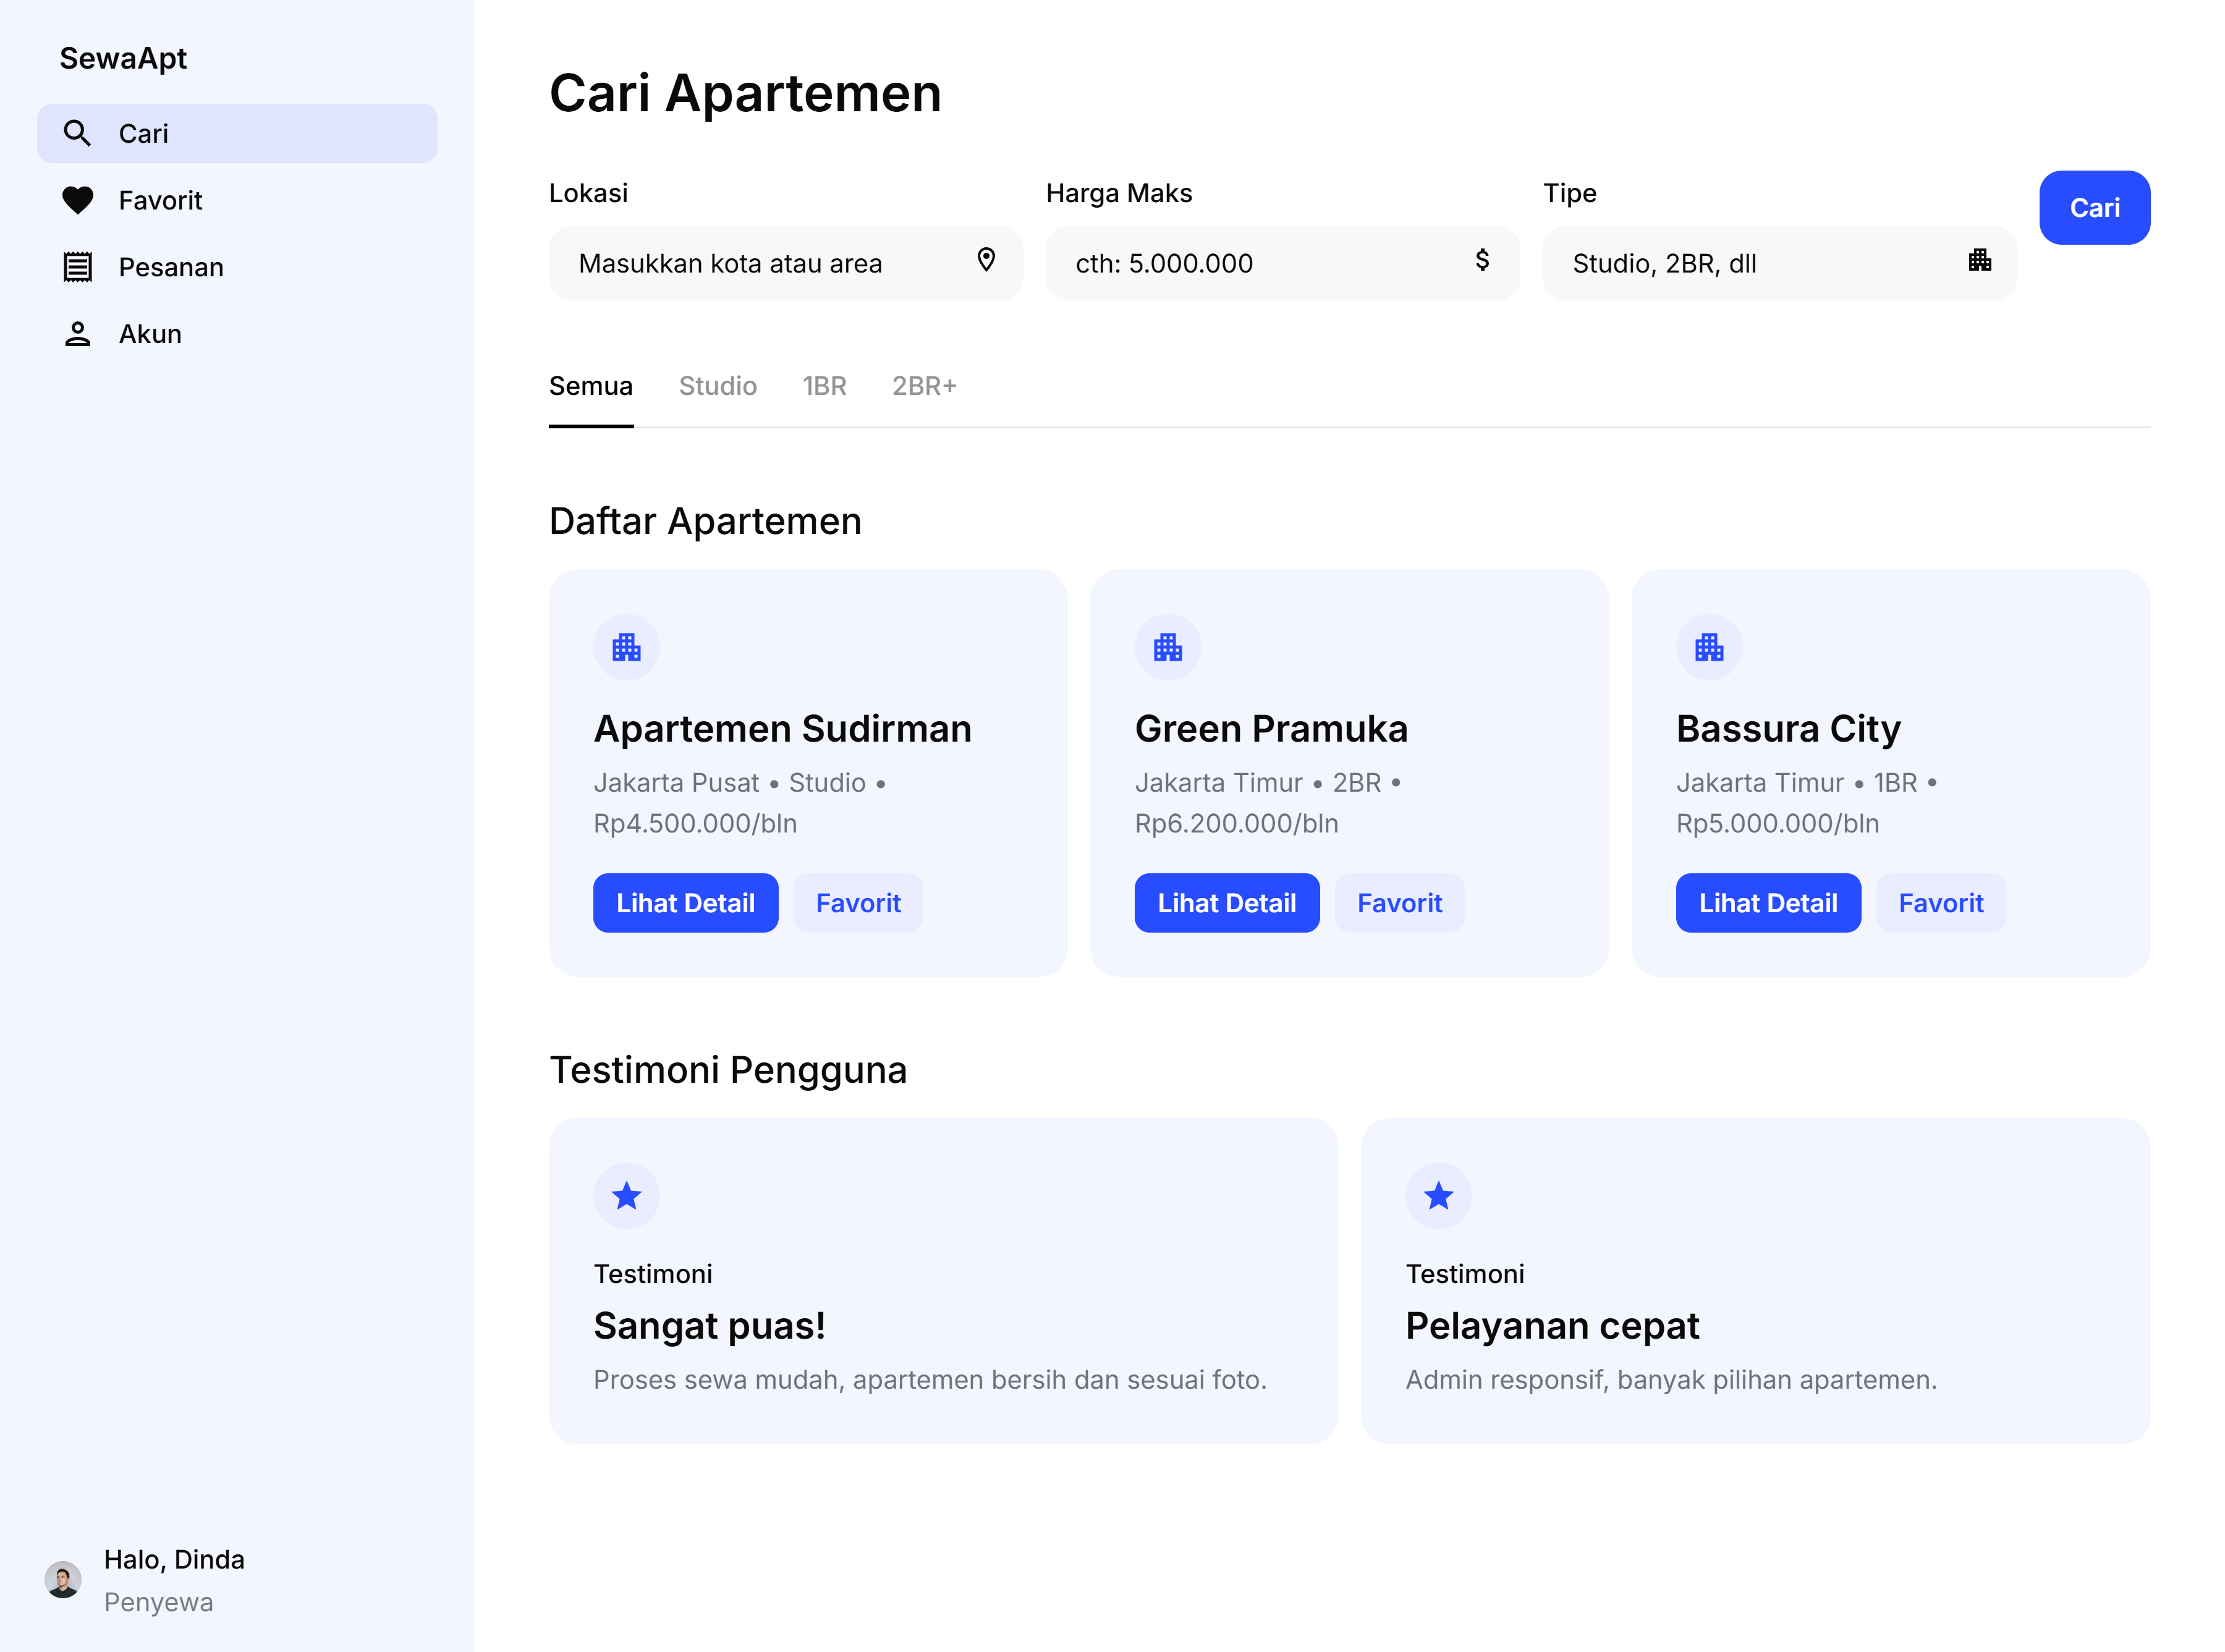 SewaApt
Cari
Favorit
Pesanan
Akun
Halo, Dinda
Penyewa
Cari Apartemen
Lokasi
Masukkan kota atau area
Harga Maks
cth: 5.000.000
$
Tipe
Studio, 2BR, dll
Cari
Semua
Studio
1BR
2BR+
Daftar Apartemen
Apartemen Sudirman
Jakarta Pusat • Studio •
Rp4.500.000/bln
Lihat Detail
Favorit
Green Pramuka
Jakarta Timur • 2BR •
Rp6.200.000/bln
Lihat Detail
Favorit
Bassura City
Jakarta Timur • 1BR •
Rp5.000.000/bln
Lihat Detail
Favorit
Testimoni Pengguna
Testimoni
Sangat puas!
Proses sewa mudah, apartemen bersih dan sesuai foto.
Testimoni
Pelayanan cepat
Admin responsif, banyak pilihan apartemen.